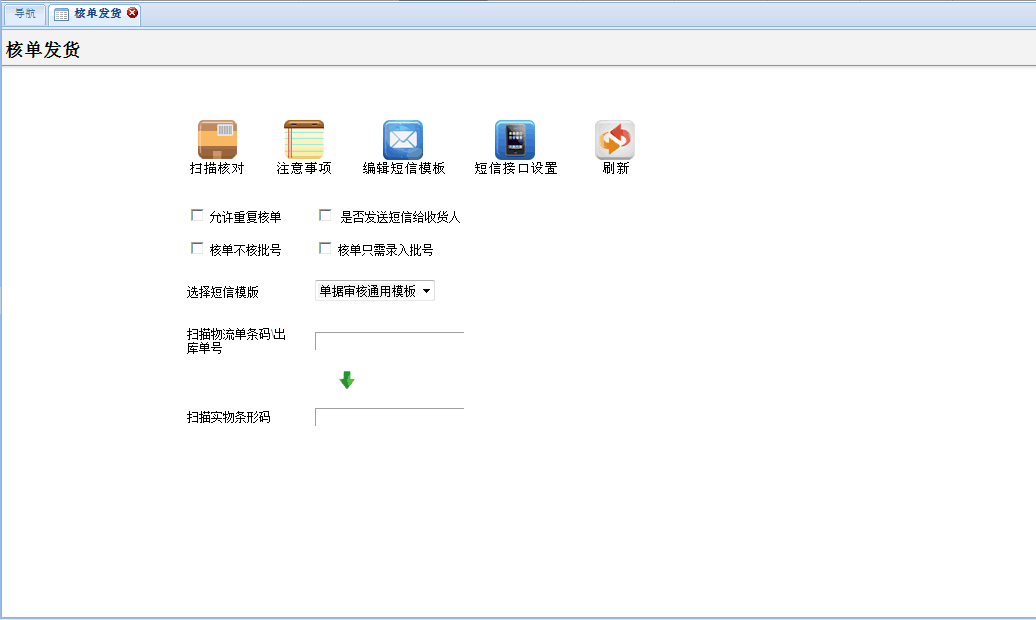 导航
核单发货
核单发货
扫描核对
注意事项
编辑短信模板
短信接口设置
刷新
允许重复核单
是否发送短信给收货人
核单不核批号
核单只需录入批号
选择短信模版
单据审核通用模板
扫描物流单条码\出
库单号
扫描实物条形码